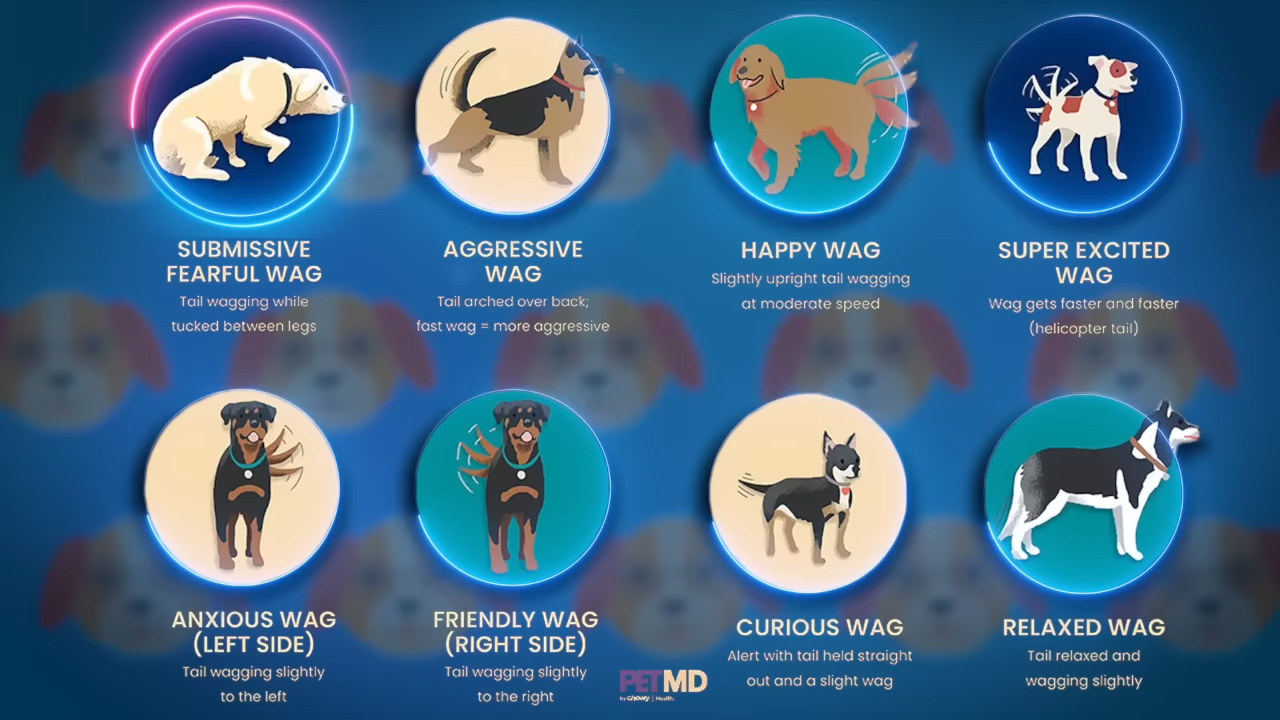 SUBMISSIVE
FEARFUL WAG
Tail wagging while
tucked between legs
AGGRESSIVE
WAG
Tail arched over back;
fast wag = more aggressive
HAPPY WAG
Slightly upright tail wagging
at moderate speed
SUPER EXCITED
WAG
Wag gets faster and faster
(helicopter tail)
ANXIOUS WAG
(LEFT SIDE)
Tail wagging slightly
to the left
FRIENDLY WAG
(RIGHT SIDE)
Tail wagging slightly
to the right
CURIOUS WAG
Alert with tail held straight
out and a slight wag
RELAXED WAG
Tail relaxed and
wagging slightly
PETMD
by Chewy | Health